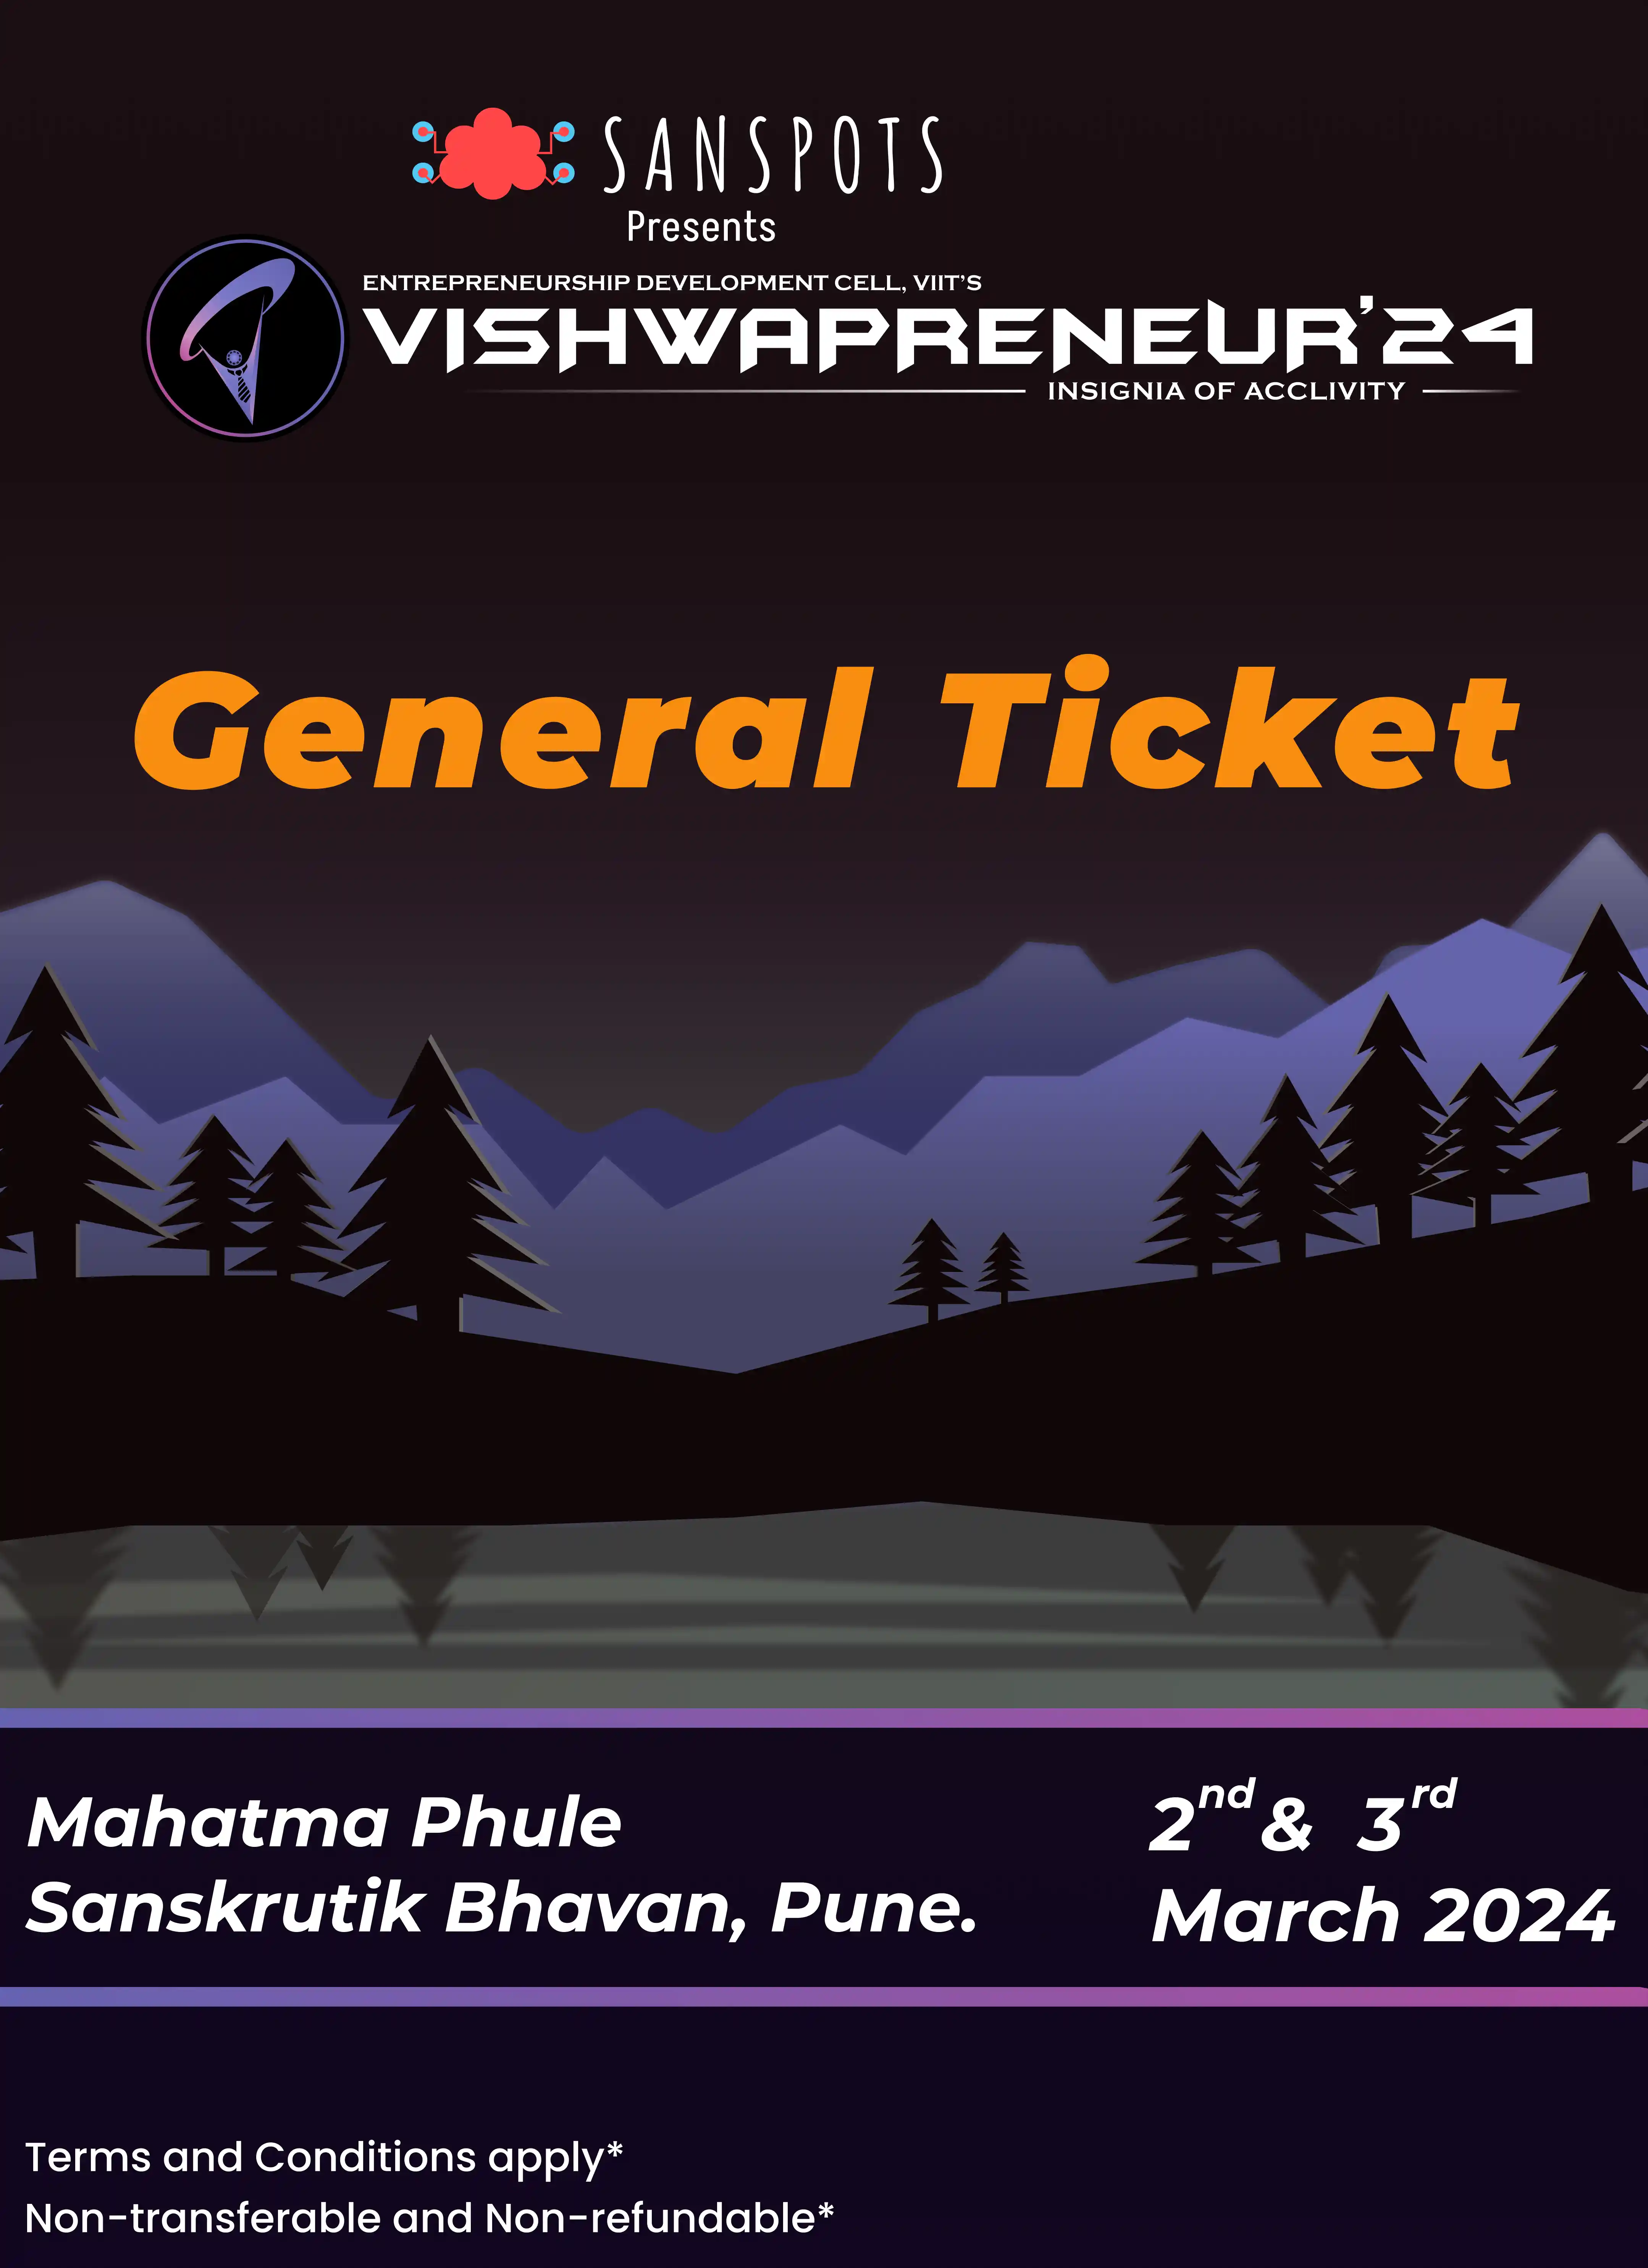 SANSPOTS
Presents
ENTREPRENEURSHIP DEVELOPMENT CELL, VIIT'S
VISHWAPRENEUR'24
INSIGNIA OF ACCLIVITY
General Ticket
Mahatma Phule
Sanskrutik Bhavan, Pune.
2nd & 3rd
March 2024
Terms and Conditions apply*
Non-transferable and Non-refundable*